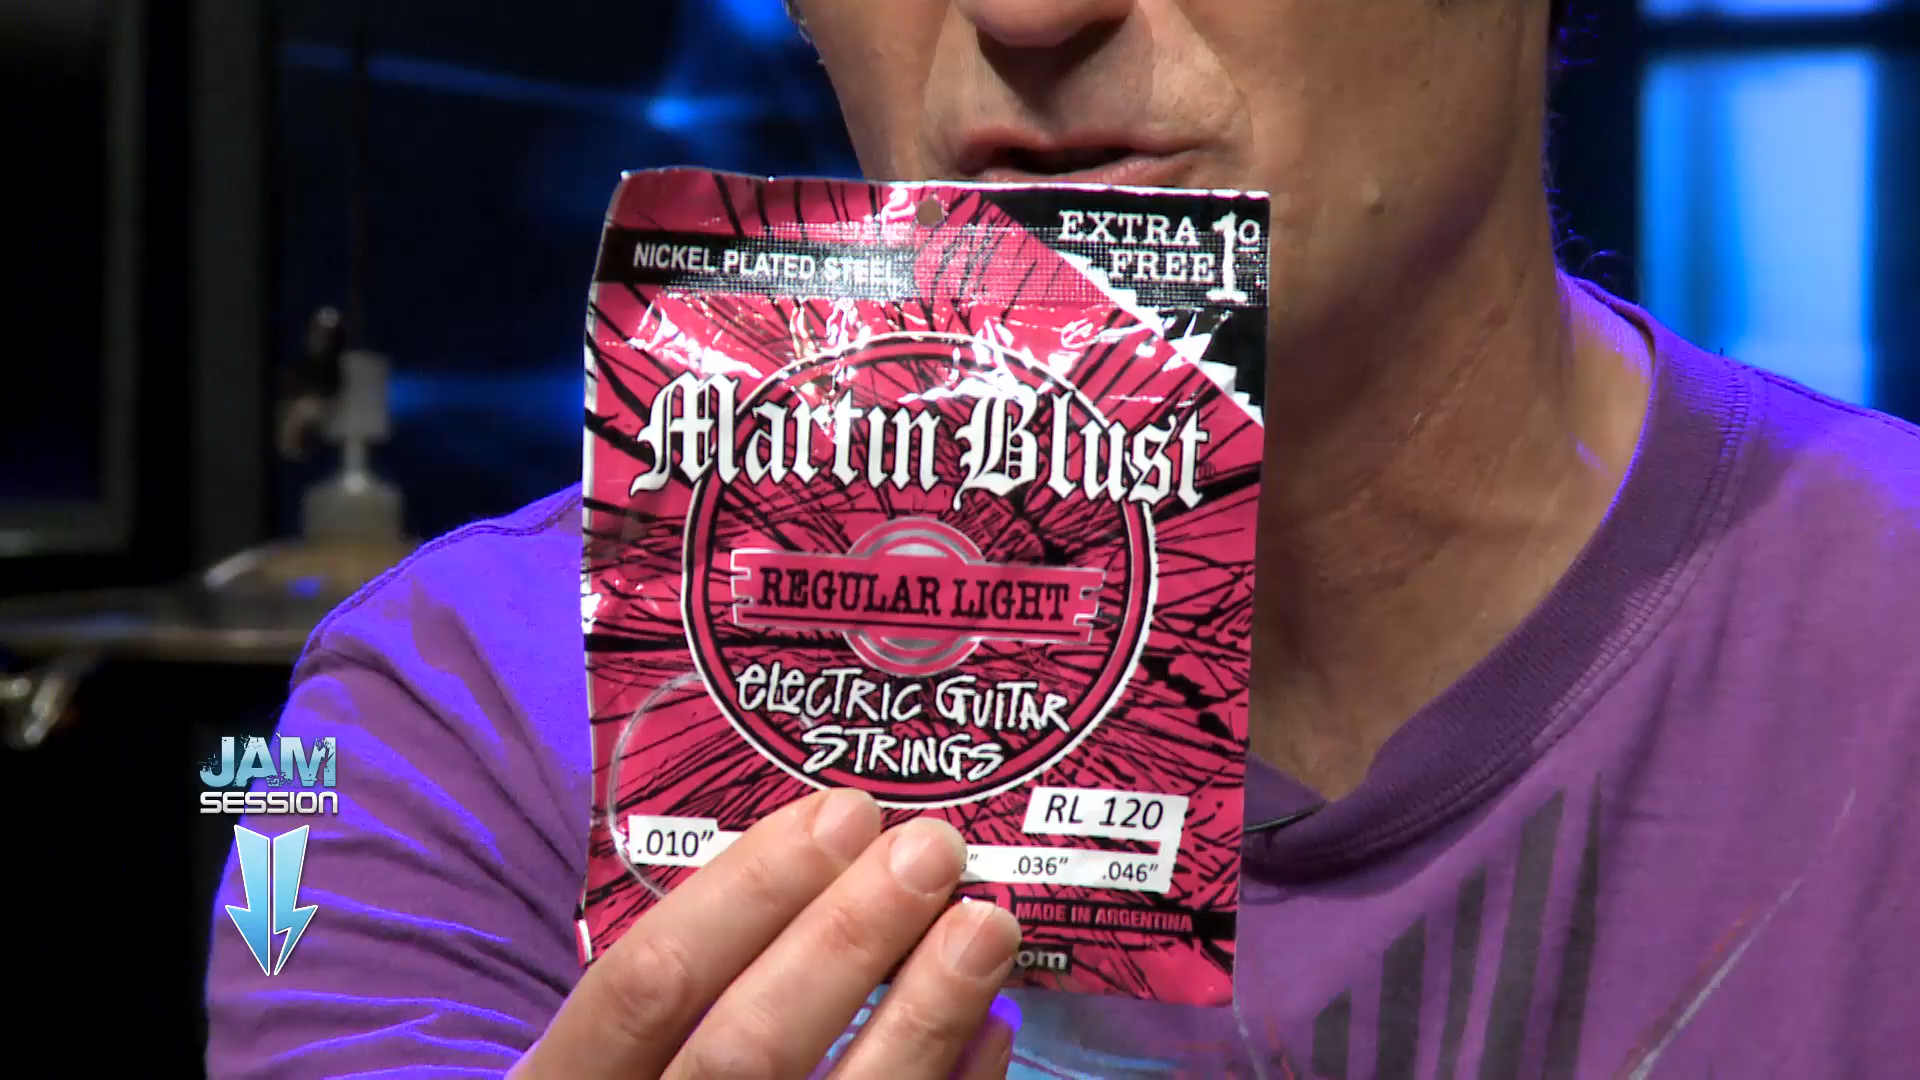 EXTRA 1º
FREE
NICKEL PLATED STEEL
Martin Blust
REGULAR LIGHT
ELECTRIC GUITAR
STRINGS
RL 120
.010" .036" .046"
MADE IN ARGENTINA
JAM
SESSION